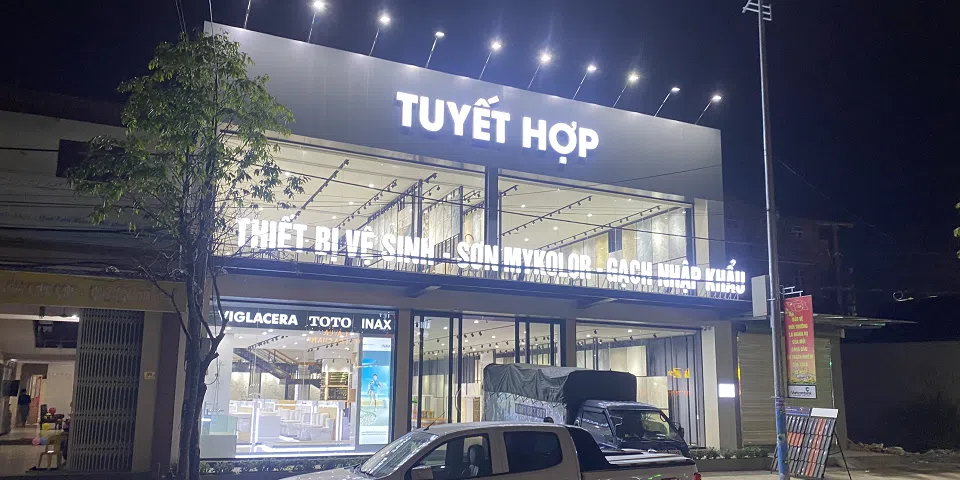 TUYẾT HỢP
THIẾT BỊ VỆ SINH - SƠN MYKOLOR - GẠCH NHẬP KHẨU
VIGLACERA TOTO INAX